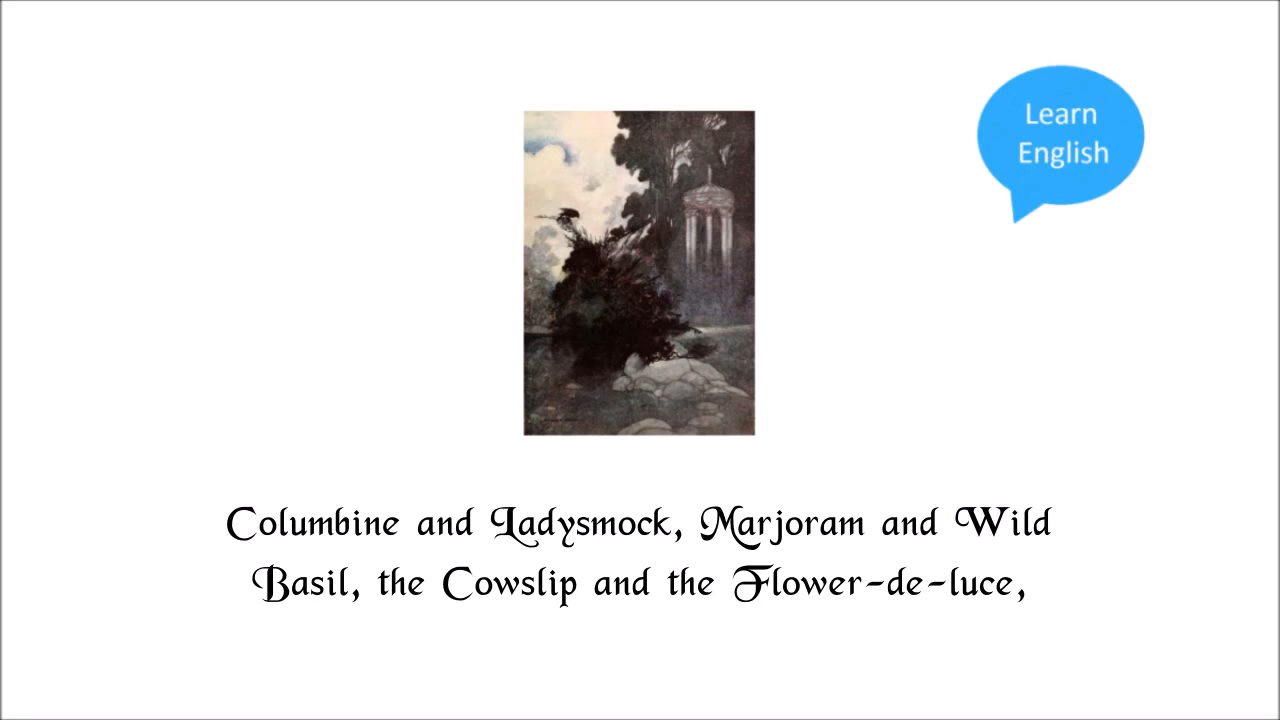 Learn
English
Columbine and Ladysmock, Marjoram and Wild
Basil, the Cowslip and the Flower-de-luce,